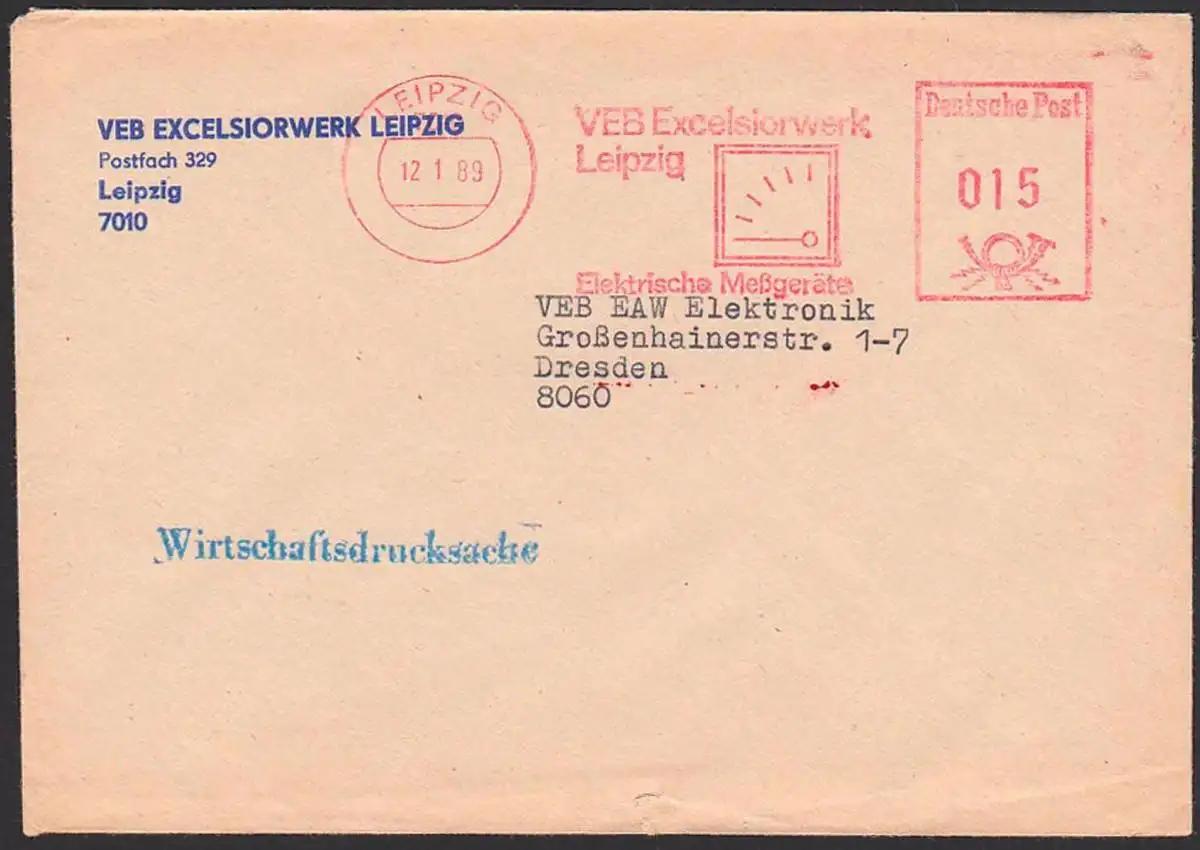 VEB EXCELSIORWERK LEIPZIG
Postfach 329
Leipzig
7010
LEIPZIG
12 1 89
VEB Excelsiorwerk
Leipzig
Elektrische Meßgeräte
Deutsche Post
015
VEB EAW Elektronik
Großenhainerstr. 1-7
Dresden
8060
Wirtschaftsdrucksache